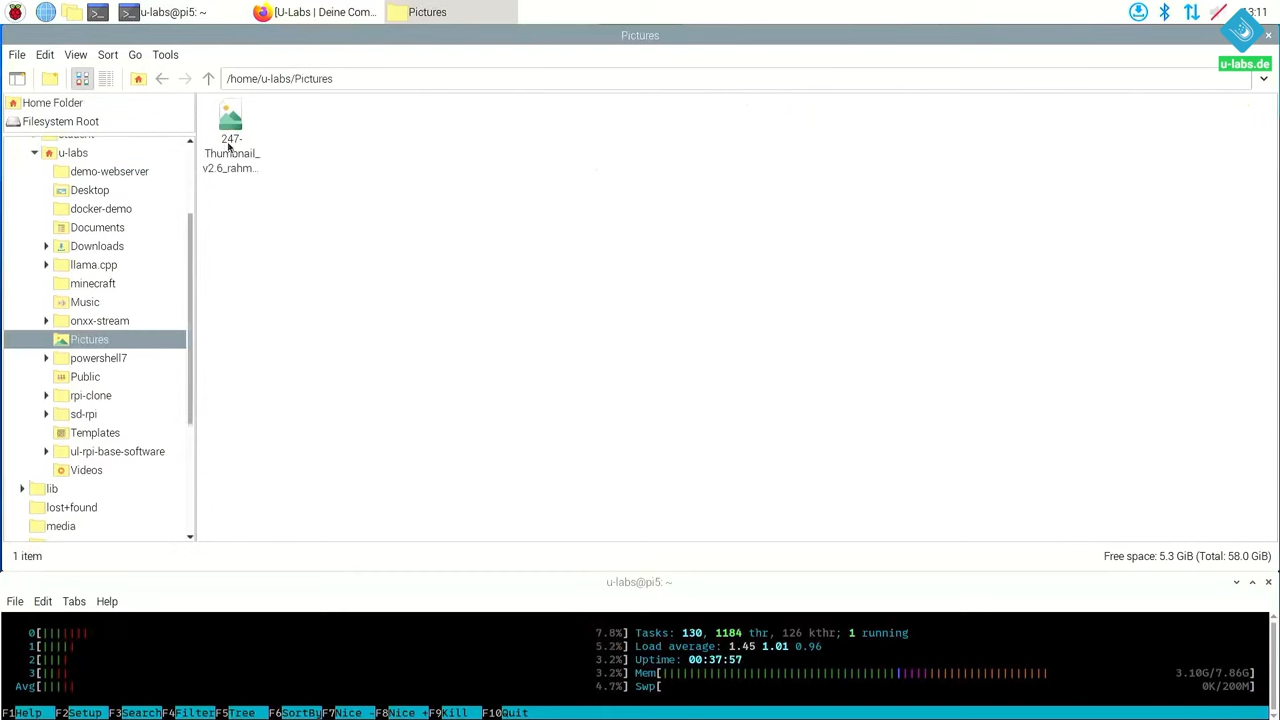 u-labs@pi5: ~
[U-Labs | Deine Com...
Pictures
Pictures
u-labs.de
File Edit View Sort Go Tools
/home/u-labs/Pictures
Home Folder
Filesystem Root
u-labs
demo-webserver
Desktop
docker-demo
Documents
Downloads
llama.cpp
minecraft
Music
onxx-stream
Pictures
powershell7
Public
rpi-clone
sd-rpi
Templates
ul-rpi-base-software
Videos
lib
lost+found
media
247-
Thumbnail_
v2.6_rahm...
1 item
Free space: 5.3 GiB (Total: 58.0 GiB)
u-labs@pi5: ~
File Edit Tabs Help
0[ 7.8%] Tasks: 130, 1184 thr, 126 kthr; 1 running
1[ 5.2%] Load average: 1.45 1.01 0.96
2[ 3.2%] Uptime: 00:37:57
3[ 3.2%] Mem[ 3.10G/7.86G]
Avg[ 4.7%] Swp[ 0K/200M]
F1Help F2Setup F3Search F4Filter F5Tree F6SortBy F7Nice - F8Nice + F9Kill F10Quit